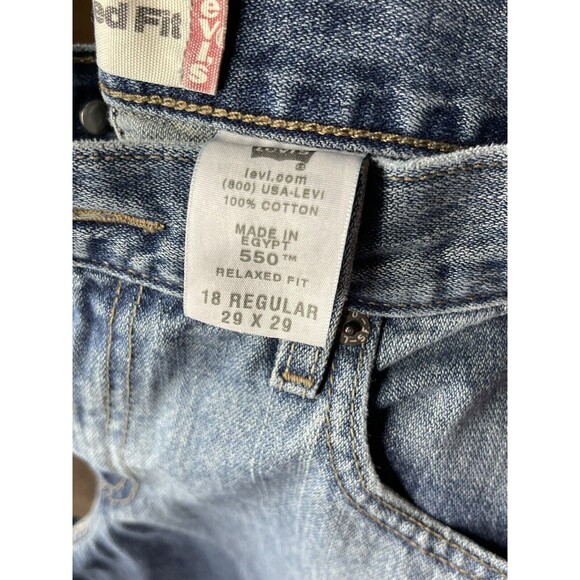 ed Fit
evi's
Levi's
levi.com
(800) USA-LEVI
100% COTTON
MADE IN
EGYPT
550™
RELAXED FIT
18 REGULAR
29 X 29